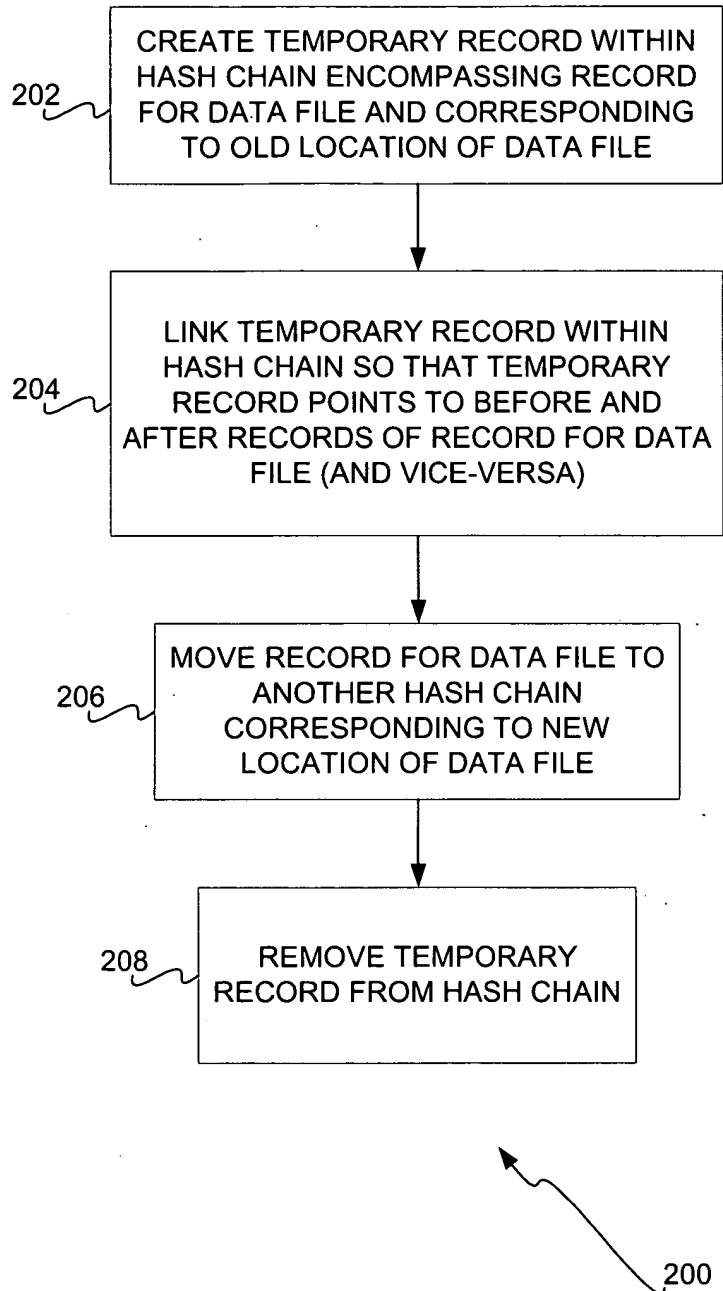 CREATE TEMPORARY RECORD WITHIN
HASH CHAIN ENCOMPASSING RECORD
FOR DATA FILE AND CORRESPONDING
TO OLD LOCATION OF DATA FILE
202
LINK TEMPORARY RECORD WITHIN
HASH CHAIN SO THAT TEMPORARY
RECORD POINTS TO BEFORE AND
AFTER RECORDS OF RECORD FOR DATA
FILE (AND VICE-VERSA)
204
MOVE RECORD FOR DATA FILE TO
ANOTHER HASH CHAIN
CORRESPONDING TO NEW
LOCATION OF DATA FILE
206
REMOVE TEMPORARY
RECORD FROM HASH CHAIN
208
200